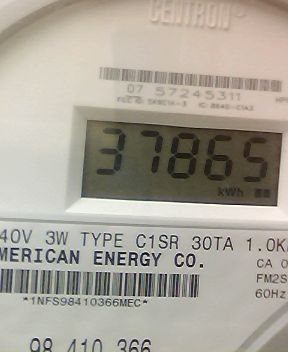 CENTRON®
07 57245311
37865
kWh
40V 3W TYPE C1SR 30TA 1.0K
MERICAN ENERGY CO.
CA 0
FM2S
60Hz
*1NFS98410366MEC*
98 410 366